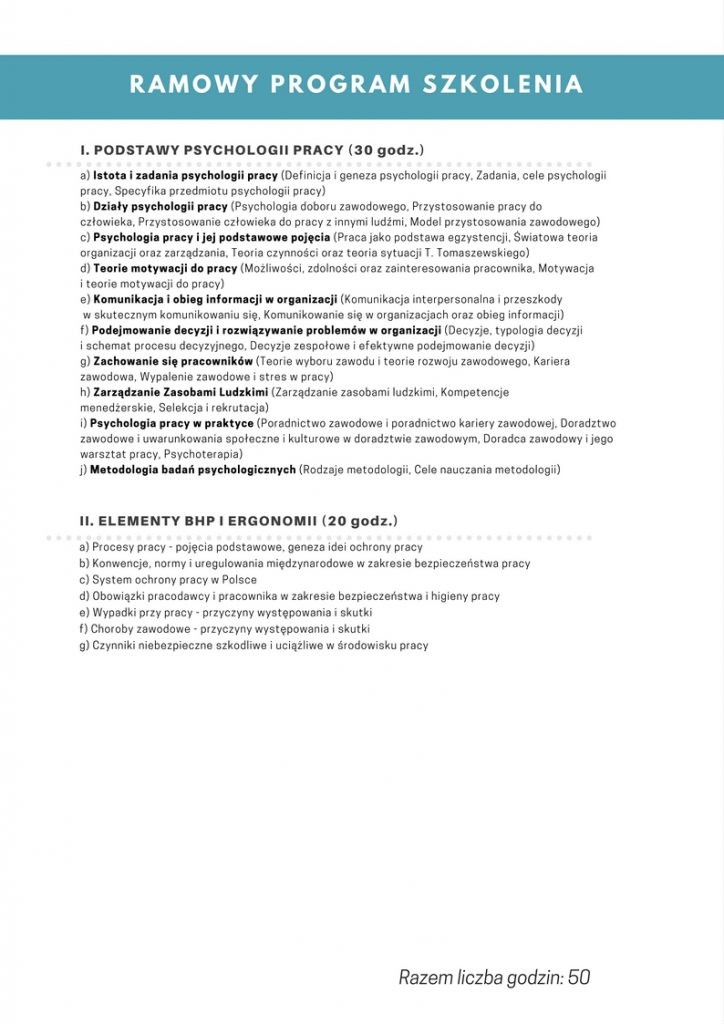 RAMOWY PROGRAM SZKOLENIA
I. PODSTAWY PSYCHOLOGII PRACY (30 godz.)
a) Istota i zadania psychologii pracy (Definicja i geneza psychologii pracy, Zadania, cele psychologii
pracy, Specyfika przedmiotu psychologii pracy)
b) Działy psychologii pracy (Psychologia doboru zawodowego, Przystosowanie pracy do
człowieka, Przystosowanie człowieka do pracy z innymi ludźmi, Model przystosowania zawodowego)
c) Psychologia pracy i jej podstawowe pojęcia (Praca jako podstawa egzystencji, Światowa teoria
organizacji oraz zarządzania, Teoria czynności oraz teoria sytuacji T. Tomaszewskiego)
d) Teorie motywacji do pracy (Możliwości, zdolności oraz zainteresowania pracownika, Motywacja
i teorie motywacji do pracy)
e) Komunikacja i obieg informacji w organizacji (Komunikacja interpersonalna i przeszkody
w skutecznym komunikowaniu się, Komunikowanie się w organizacjach oraz obieg informacji)
f) Podejmowanie decyzji i rozwiązywanie problemów w organizacji (Decyzje, typologia decyzji
i schemat procesu decyzyjnego, Decyzje zespołowe i efektywne podejmowanie decyzji)
g) Zachowanie się pracowników (Teorie wyboru zawodu i teorie rozwoju zawodowego, Kariera
zawodowa, Wypalenie zawodowe i stres w pracy)
h) Zarządzanie Zasobami Ludzkimi (Zarządzanie zasobami ludzkimi, Kompetencje
menedżerskie, Selekcja i rekrutacja)
i) Psychologia pracy w praktyce (Poradnictwo zawodowe i poradnictwo kariery zawodowej, Doradztwo
zawodowe i uwarunkowania społeczne i kulturowe w doradztwie zawodowym, Doradca zawodowy i jego
warsztat pracy, Psychoterapia)
j) Metodologia badań psychologicznych (Rodzaje metodologii, Cele nauczania metodologii)
II. ELEMENTY BHP I ERGONOMII (20 godz.)
a) Procesy pracy - pojęcia podstawowe, geneza idei ochrony pracy
b) Konwencje, normy i uregulowania międzynarodowe w zakresie bezpieczeństwa pracy
c) System ochrony pracy w Polsce
d) Obowiązki pracodawcy i pracownika w zakresie bezpieczeństwa i higieny pracy
e) Wypadki przy pracy - przyczyny występowania i skutki
f) Choroby zawodowe - przyczyny występowania i skutki
g) Czynniki niebezpieczne szkodliwe i uciążliwe w środowisku pracy
Razem liczba godzin: 50